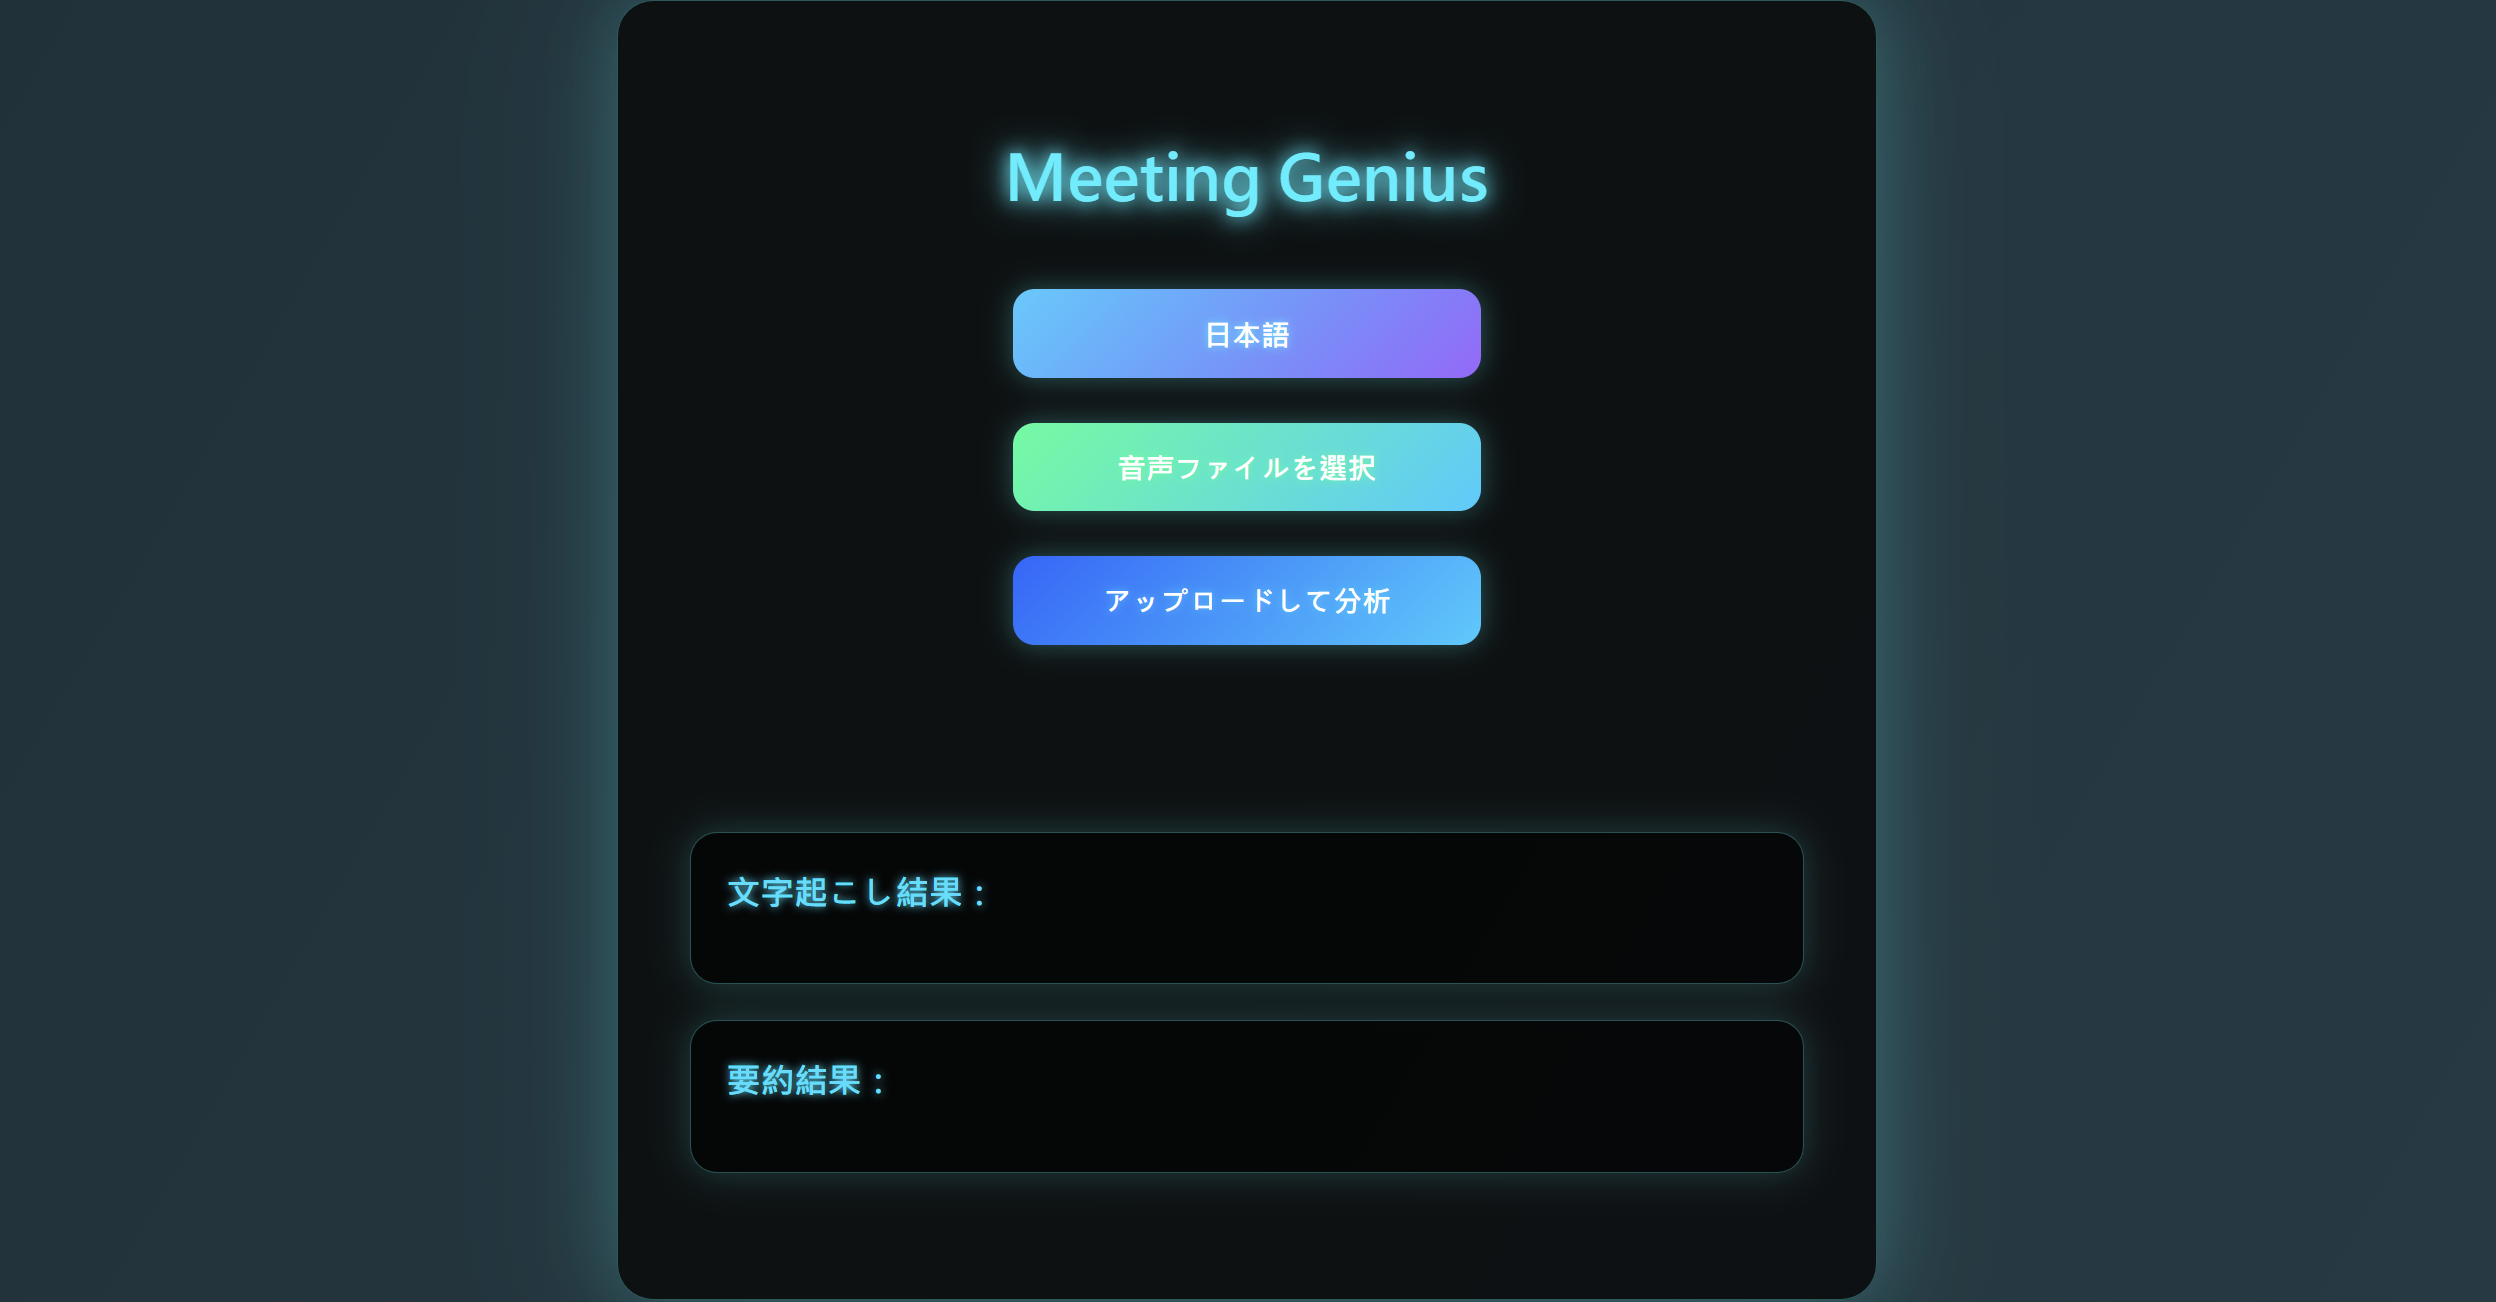 Meeting Genius
日本語
音声ファイルを選択
アップロードして分析
文字起こし結果：
要約結果：